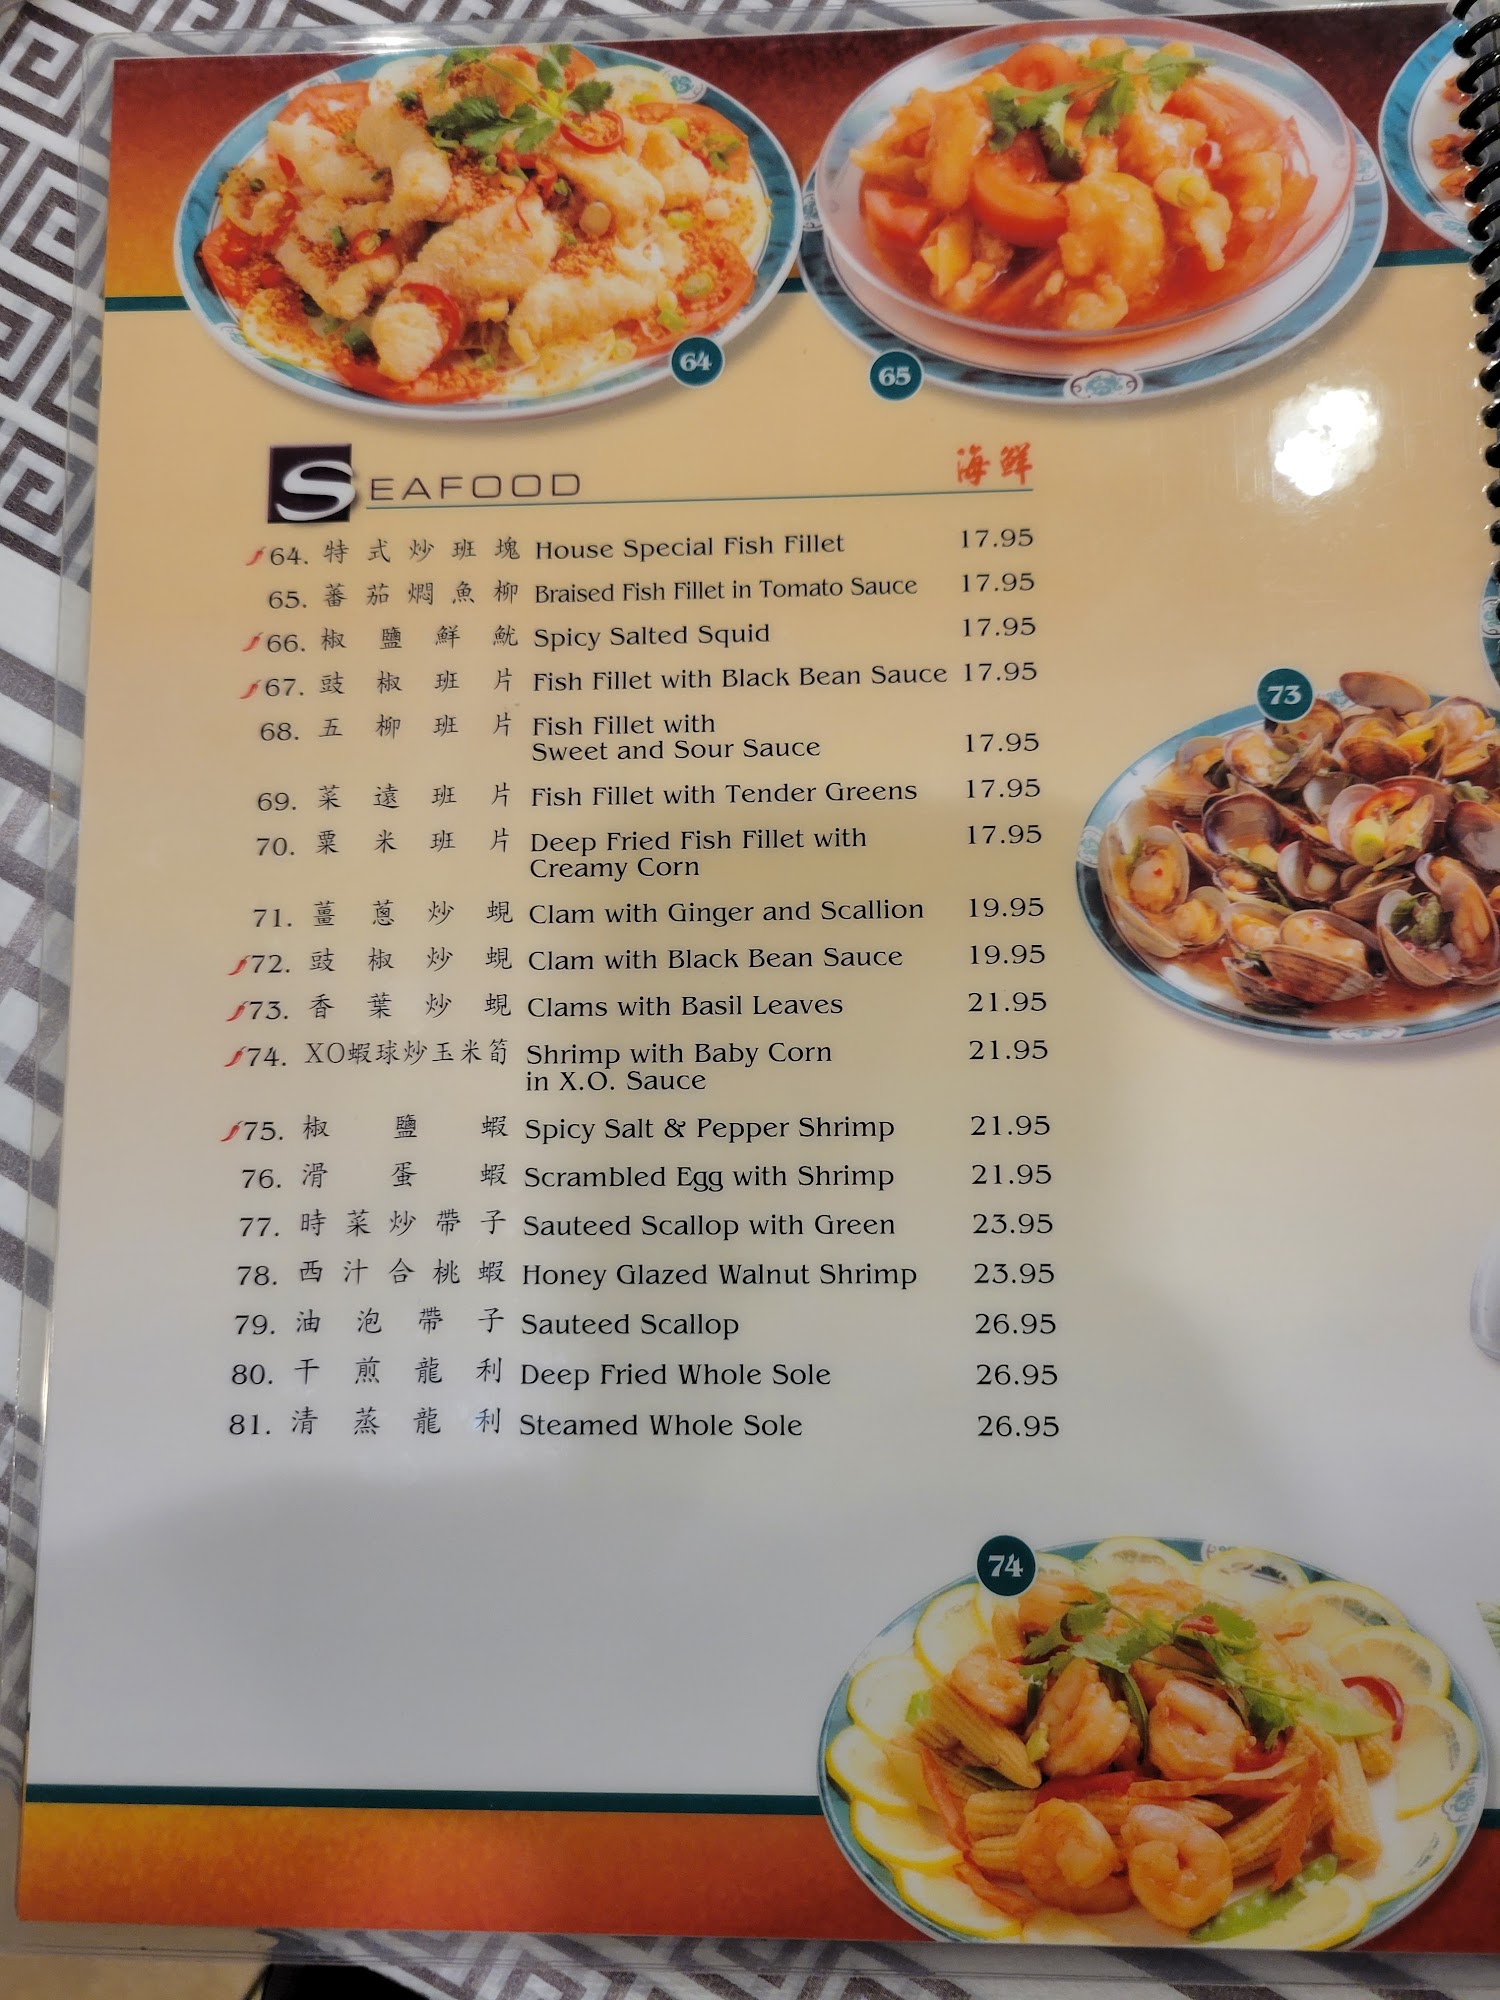 64
65
SEAFOOD 海鮮
64. 特式炒班塊 House Special Fish Fillet 17.95
65. 蕃茄燜魚柳 Braised Fish Fillet in Tomato Sauce 17.95
66. 椒鹽鮮魷 Spicy Salted Squid 17.95
67. 豉椒班片 Fish Fillet with Black Bean Sauce 17.95
68. 五柳班片 Fish Fillet with
Sweet and Sour Sauce 17.95
69. 菜遠班片 Fish Fillet with Tender Greens 17.95
70. 粟米班片 Deep Fried Fish Fillet with 17.95
Creamy Corn
71. 薑蔥炒蜆 Clam with Ginger and Scallion 19.95
72. 豉椒炒蜆 Clam with Black Bean Sauce 19.95
73. 香葉炒蜆 Clams with Basil Leaves 21.95
74. XO蝦球炒玉米筍 Shrimp with Baby Corn 21.95
in X.O. Sauce
75. 椒鹽蝦 Spicy Salt & Pepper Shrimp 21.95
76. 滑蛋蝦 Scrambled Egg with Shrimp 21.95
77. 時菜炒帶子 Sauteed Scallop with Green 23.95
78. 西汁合桃蝦 Honey Glazed Walnut Shrimp 23.95
79. 油泡帶子 Sauteed Scallop 26.95
80. 干煎龍利 Deep Fried Whole Sole 26.95
81. 清蒸龍利 Steamed Whole Sole 26.95
73
74